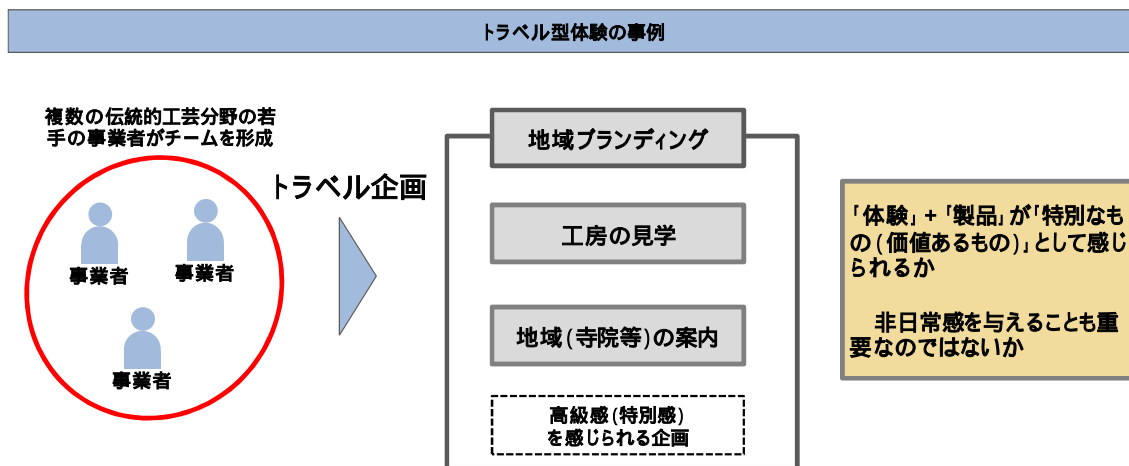 トラベル型体験の事例
複数の伝統的工芸分野の若
手の事業者がチームを形成
事業者
事業者
事業者
トラベル企画
地域ブランディング
工房の見学
地域(寺院等)の案内
高級感(特別感)
を感じられる企画
「体験」+「製品」が「特別なも
の(価値あるもの)」として感じ
られるか
非日常感を与えることも重
要なのではないか